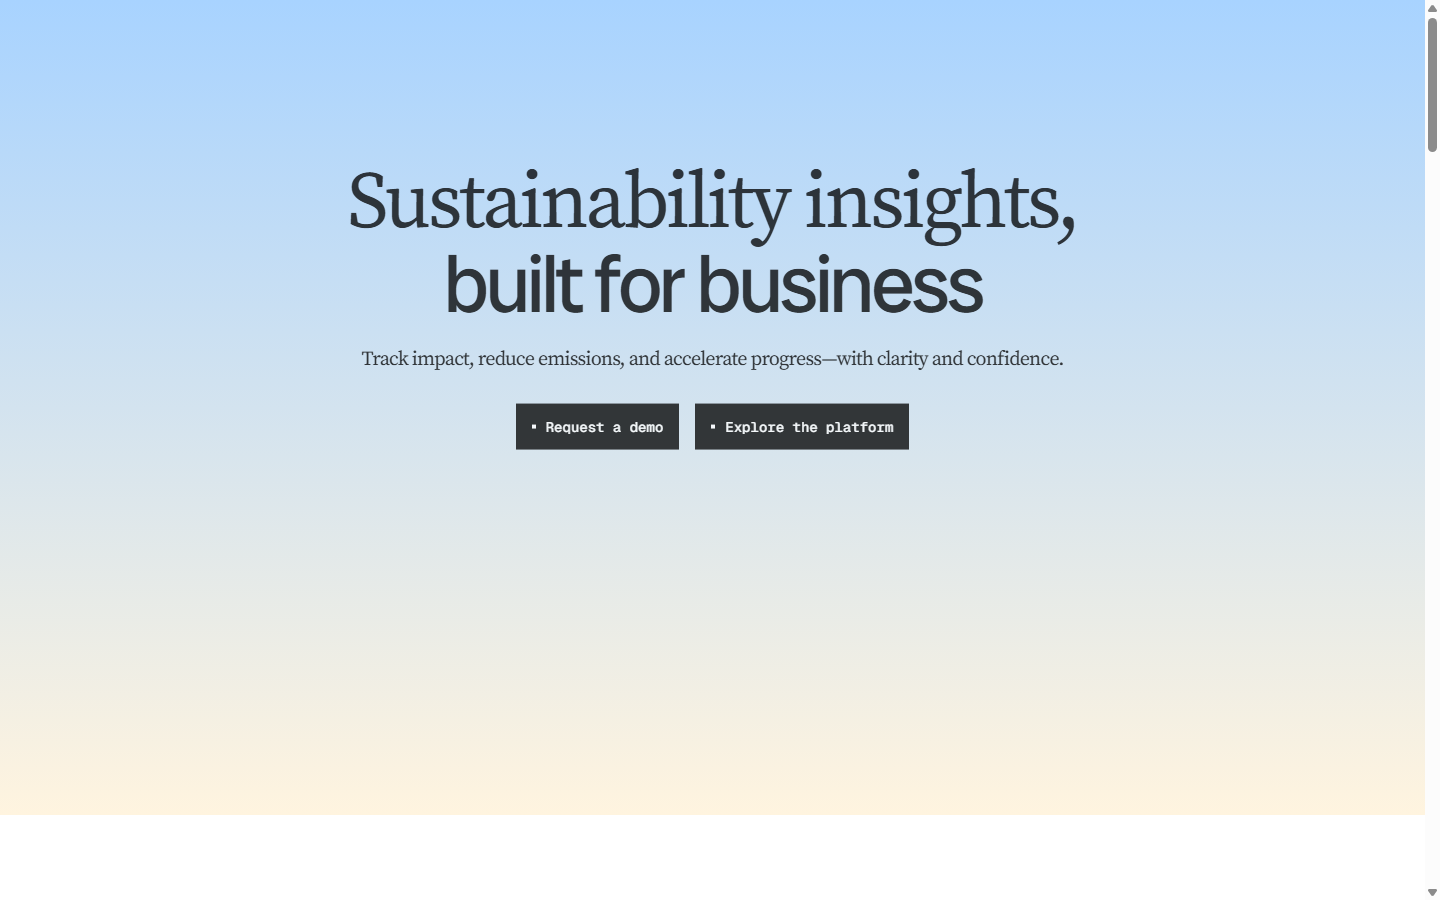 Sustainability insights,
built for business
Track impact, reduce emissions, and accelerate progress—with clarity and confidence.
Request a demo
Explore the platform